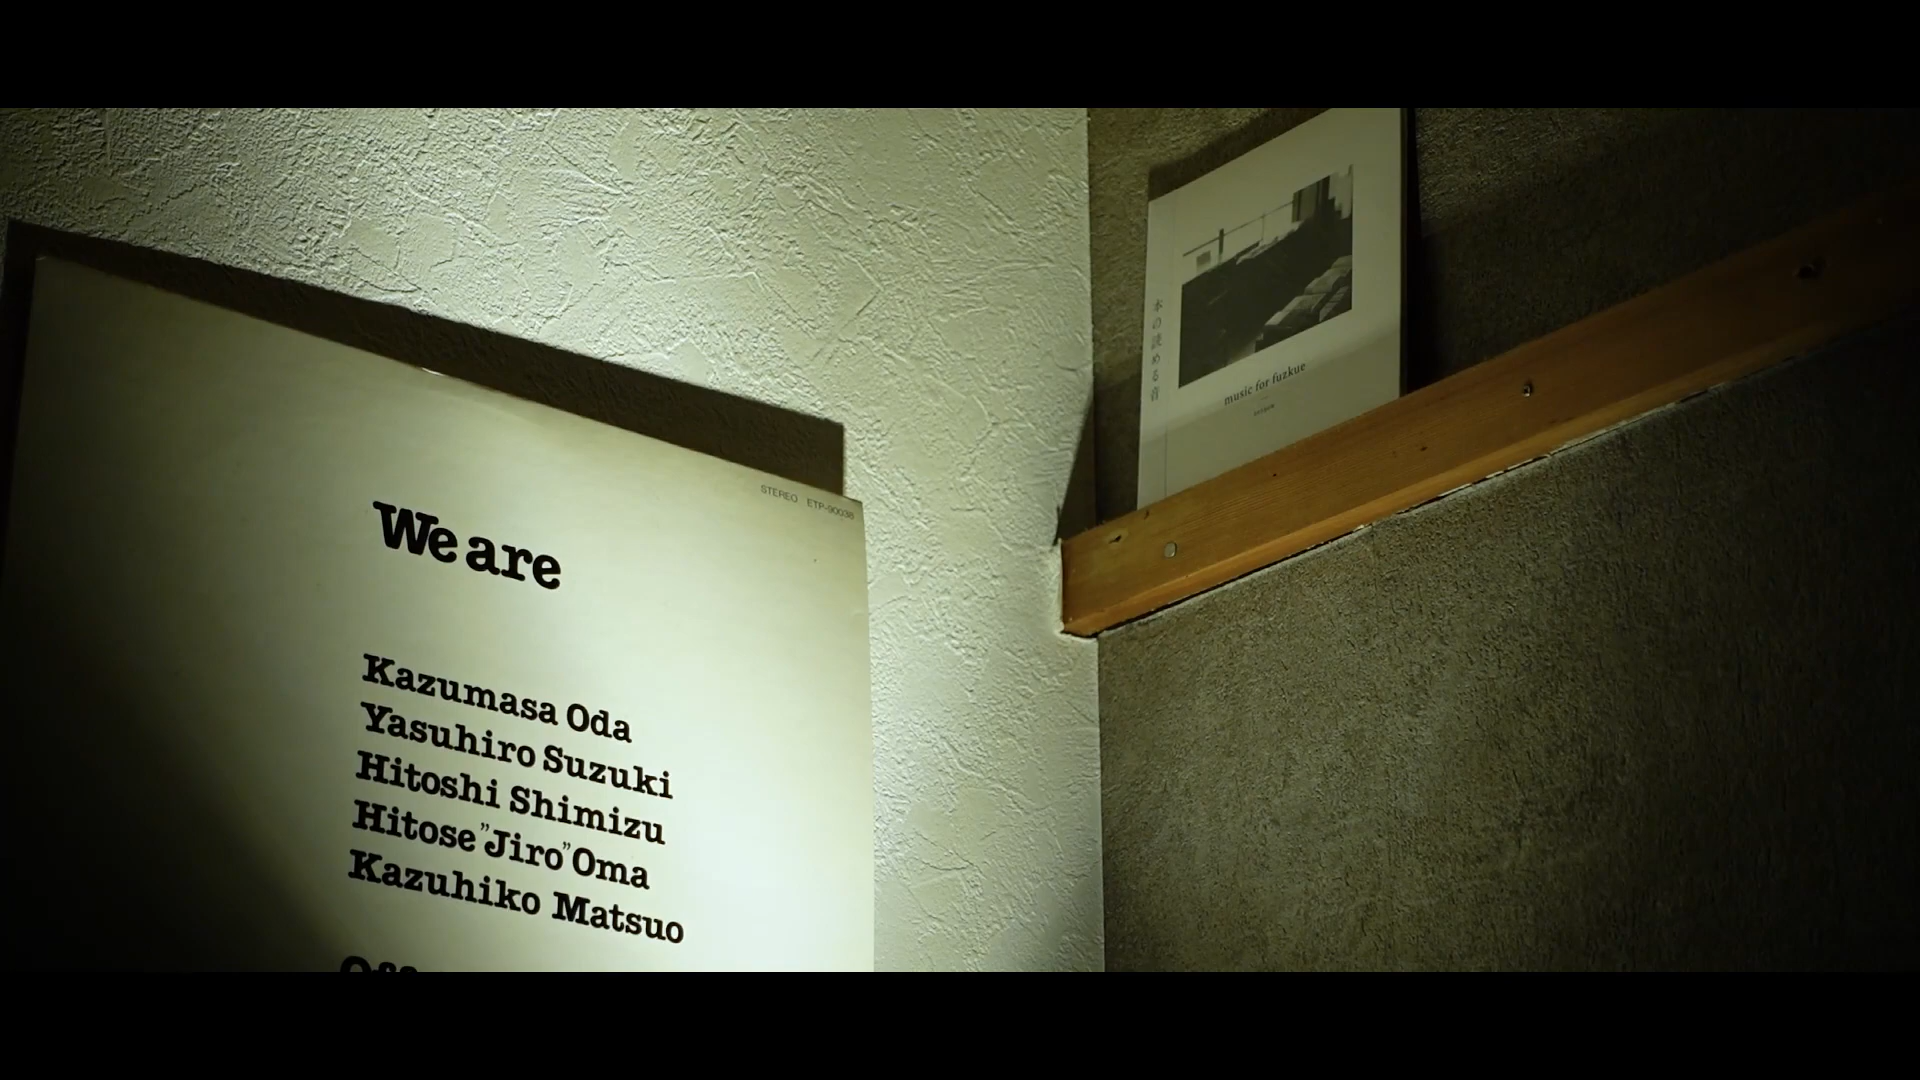 STEREO ETP-90038
We are
Kazumasa Oda
Yasuhiro Suzuki
Hitoshi Shimizu
Hitose "Jiro" Oma
Kazuhiko Matsuo
本の読める音
music for fuzkue